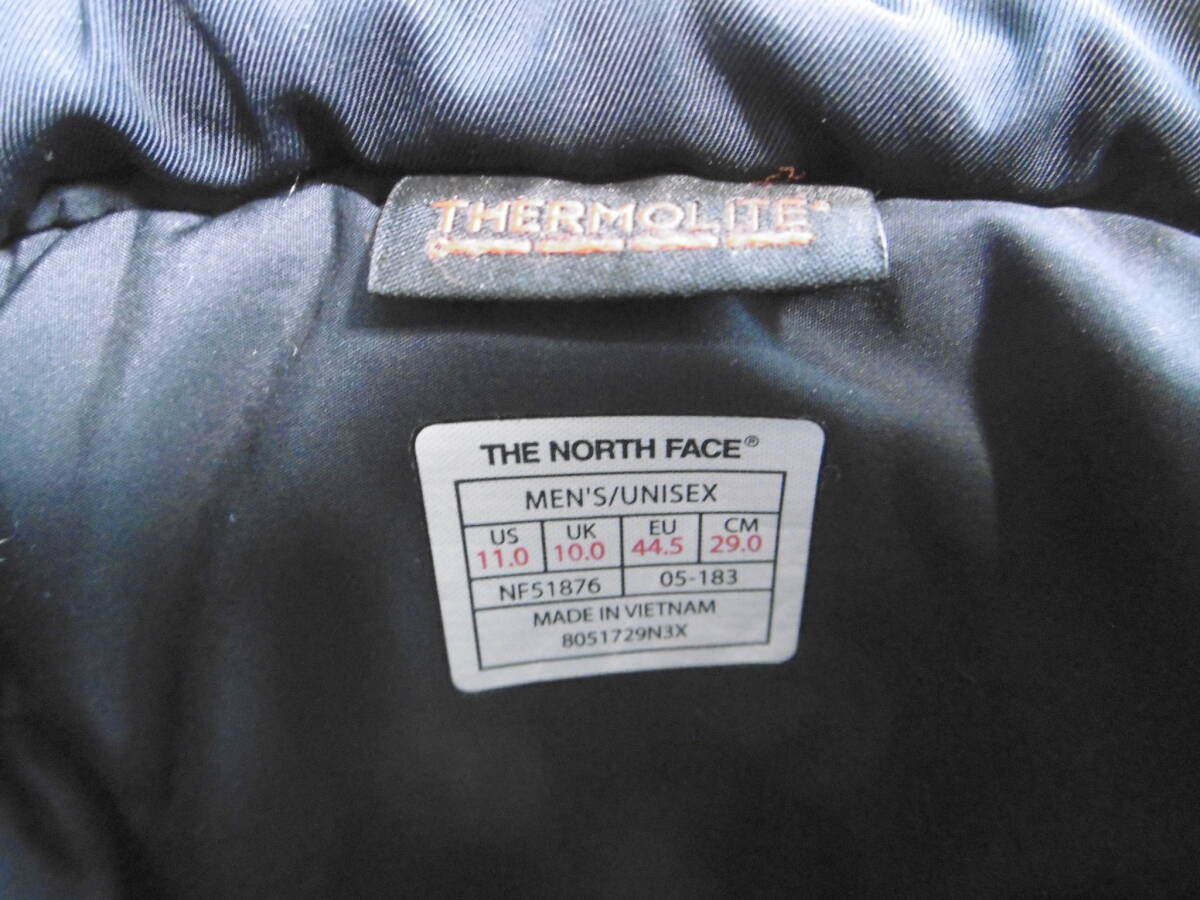 THERMOLITE®
THE NORTH FACE®
MEN'S/UNISEX
US UK EU CM
11.0 10.0 44.5 29.0
NF51876 05-183
MADE IN VIETNAM
8051729N3X